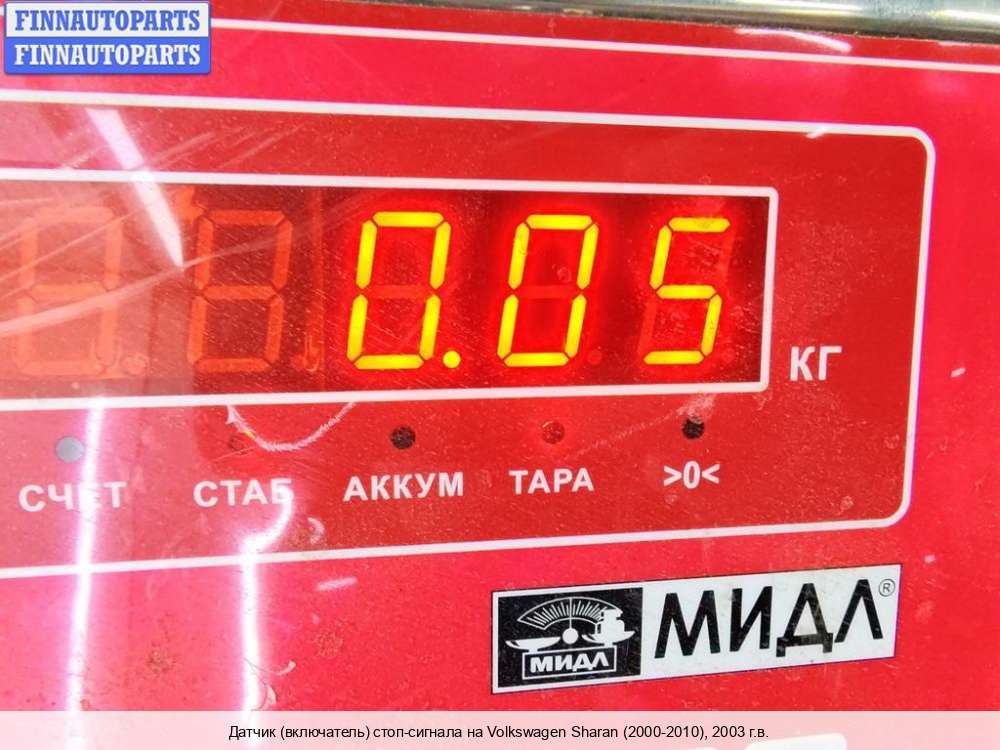 FINNAUTOPARTS
FINNAUTOPARTS
0.05
КГ
СЧЕТ СТАБ АККУМ ТАРА >0<
МИДЛ МИДЛ®
Датчик (включатель) стоп-сигнала на Volkswagen Sharan (2000-2010), 2003 г.в.